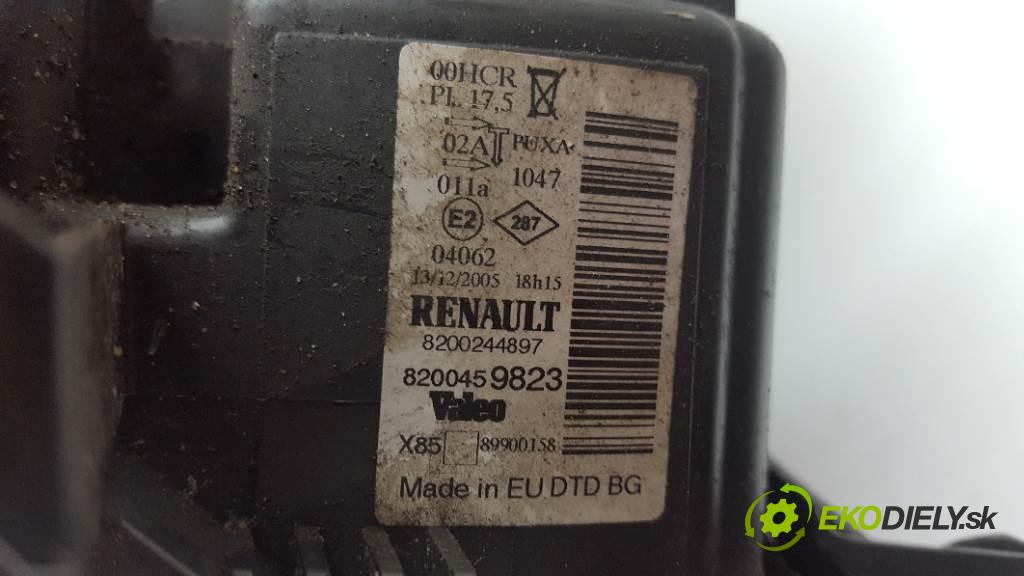 00HCR
PL 17,5
02A PUXA
011a 1047
E2 287
04062
13/12/2005 18h15
RENAULT
8200244897
8200459823
Valeo
X85 89900158
Made in EU DTD BG
EKODIELY.sk